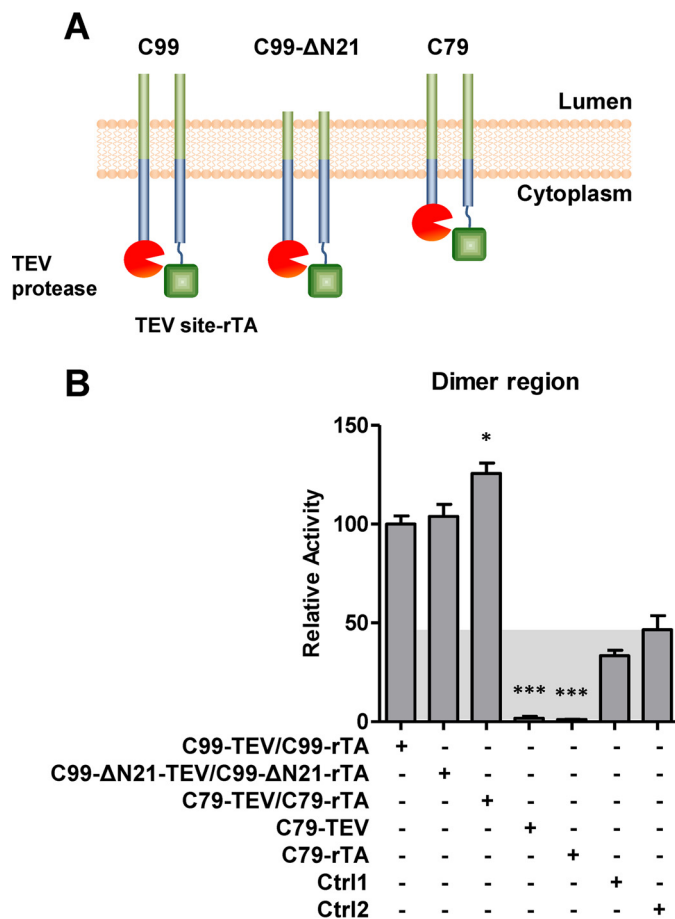 A
C99 C99-ΔN21 C79
Lumen
Cytoplasm
TEV
protease
TEV site-rTA
B
Dimer region
Relative Activity
150
100
50
0
*
*** ***
C99-TEV/C99-rTA + - - - - - -
C99-ΔN21-TEV/C99-ΔN21-rTA - + - - - - -
C79-TEV/C79-rTA - - + - - - -
C79-TEV - - - + - - -
C79-rTA - - - - + - -
Ctrl1 - - - - - + -
Ctrl2 - - - - - - +